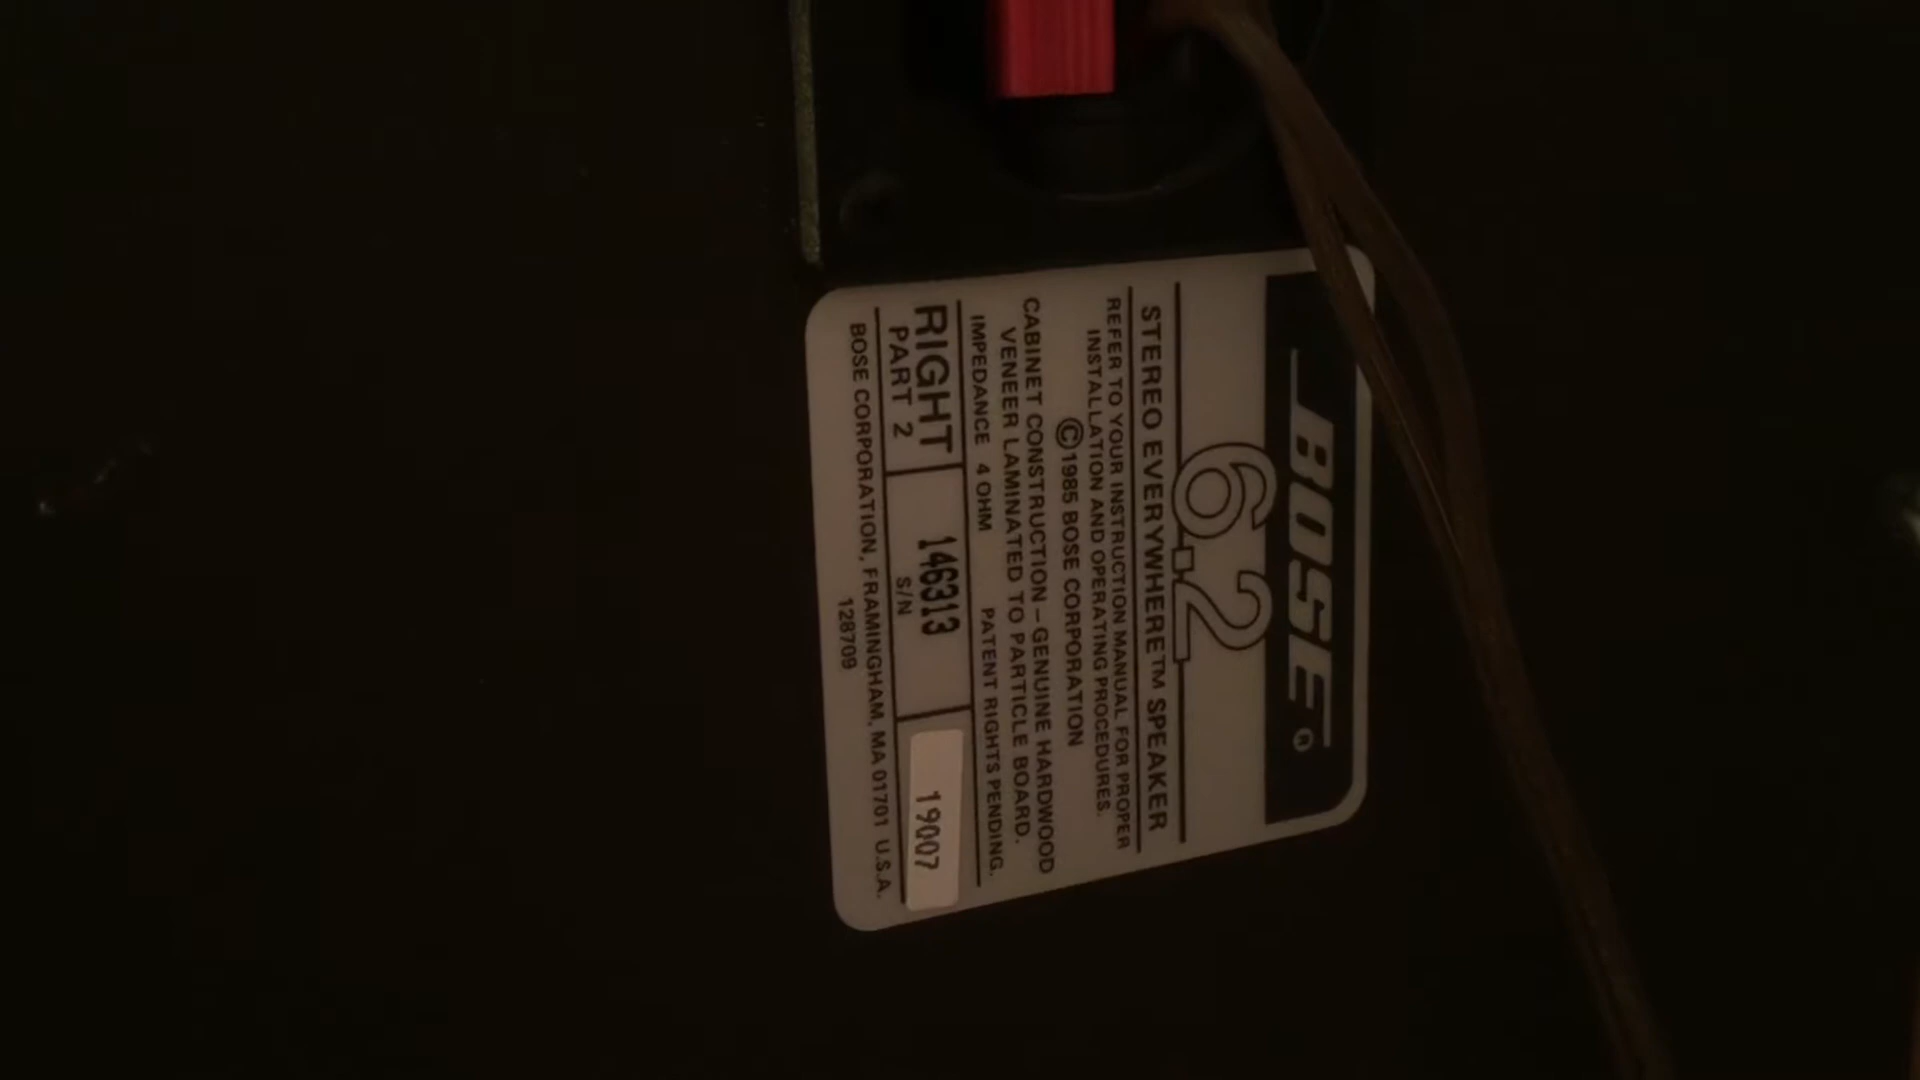 BOSE®
6.2
STEREO EVERYWHERE™ SPEAKER
REFER TO YOUR INSTRUCTION MANUAL FOR PROPER
INSTALLATION AND OPERATING PROCEDURES.
©1985 BOSE CORPORATION
CABINET CONSTRUCTION–GENUINE HARDWOOD
VENEER LAMINATED TO PARTICLE BOARD.
IMPEDANCE 4 OHM PATENT RIGHTS PENDING.
RIGHT 146313 19007
PART 2 S/N
BOSE CORPORATION, FRAMINGHAM, MA 01701 U.S.A.
128709